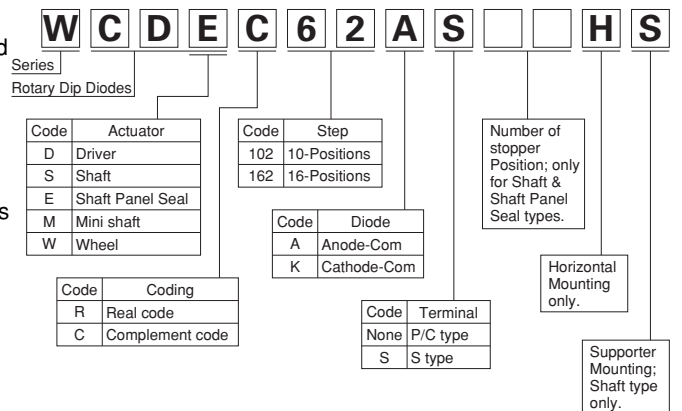 d
W C D E C 6 2 A S H S
Series
Rotary Dip Diodes
s
Code Actuator
D Driver
S Shaft
E Shaft Panel Seal
M Mini shaft
W Wheel
Code Coding
R Real code
C Complement code
Code Step
102 10-Positions
162 16-Positions
Code Diode
A Anode-Com
K Cathode-Com
Code Terminal
None P/C type
S S type
Number of
stopper
Position; only
for Shaft &
Shaft Panel
Seal types.
Horizontal
Mounting
only.
Supporter
Mounting;
Shaft type
only.